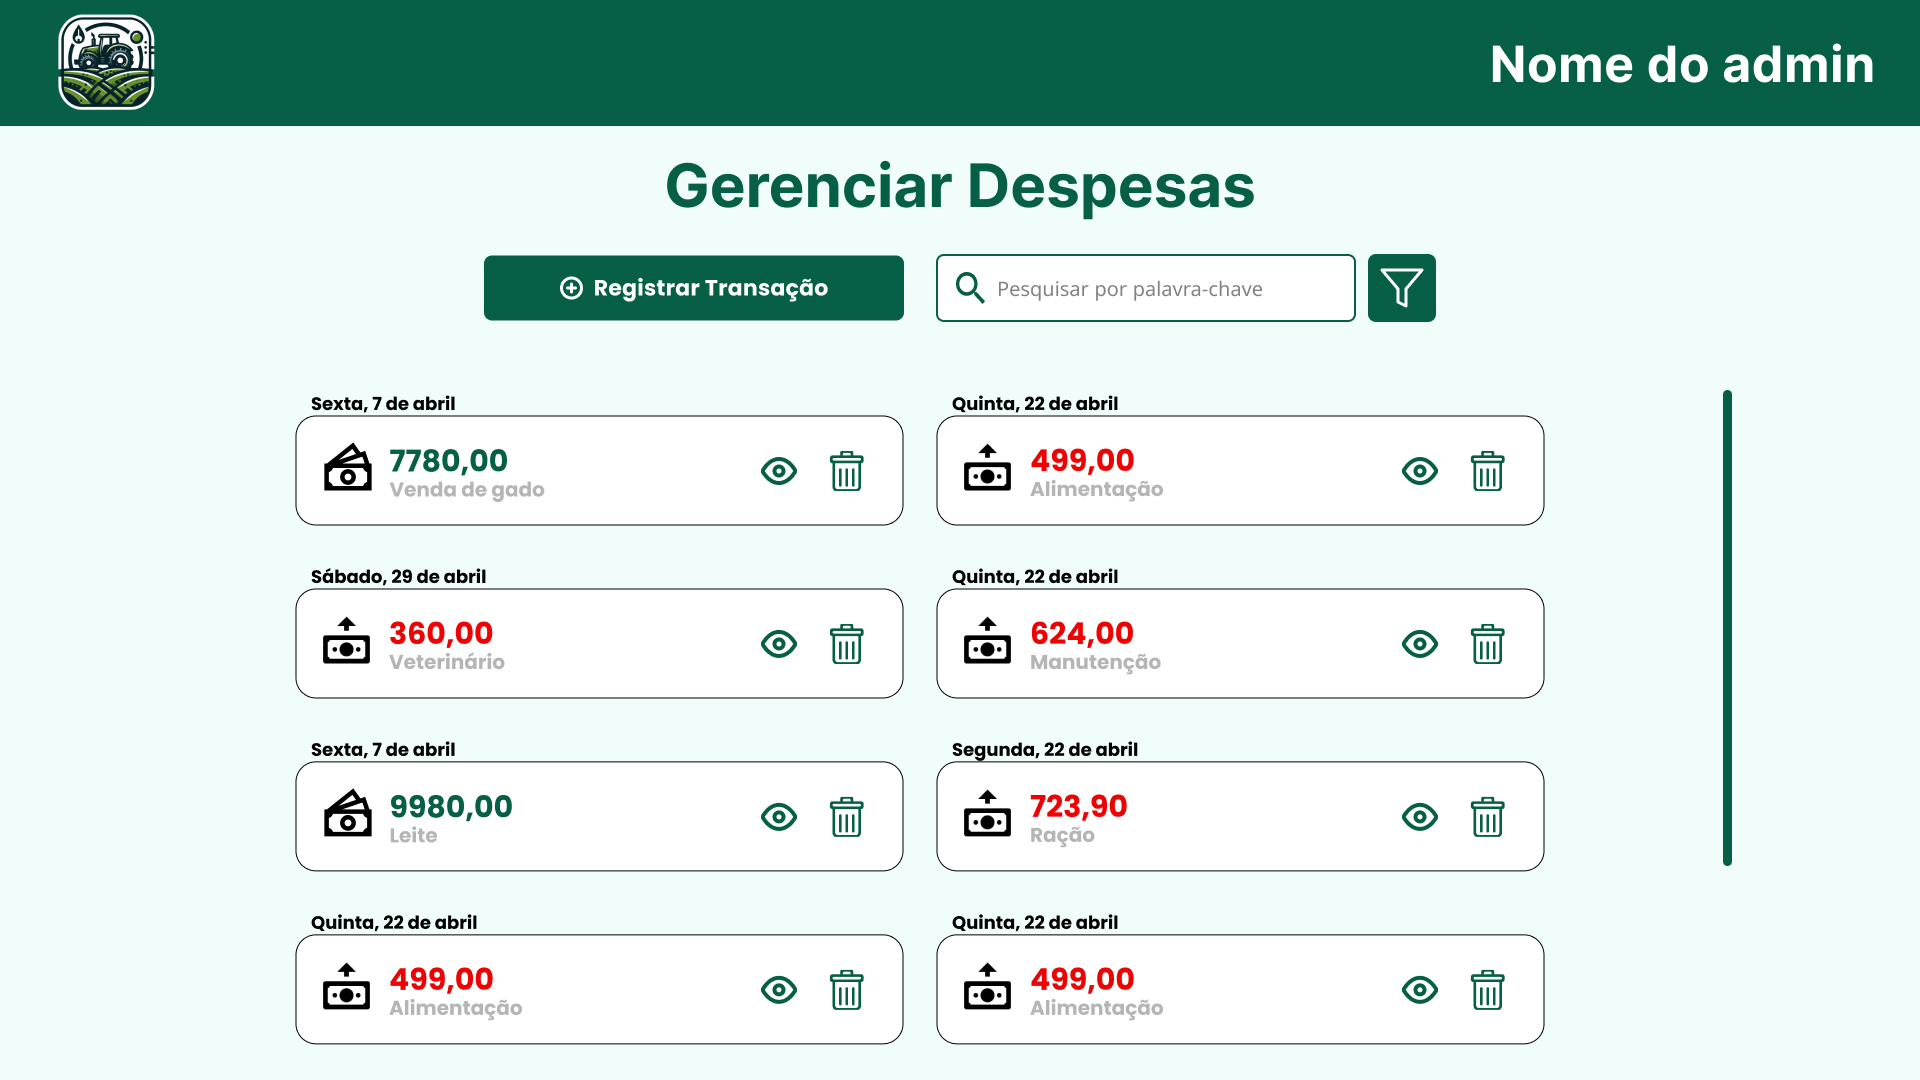 Nome do admin
Gerenciar Despesas
Registrar Transação
Pesquisar por palavra-chave
Sexta, 7 de abril
7780,00
Venda de gado
Quinta, 22 de abril
499,00
Alimentação
Sábado, 29 de abril
360,00
Veterinário
Quinta, 22 de abril
624,00
Manutenção
Sexta, 7 de abril
9980,00
Leite
Segunda, 22 de abril
723,90
Ração
Quinta, 22 de abril
499,00
Alimentação
Quinta, 22 de abril
499,00
Alimentação